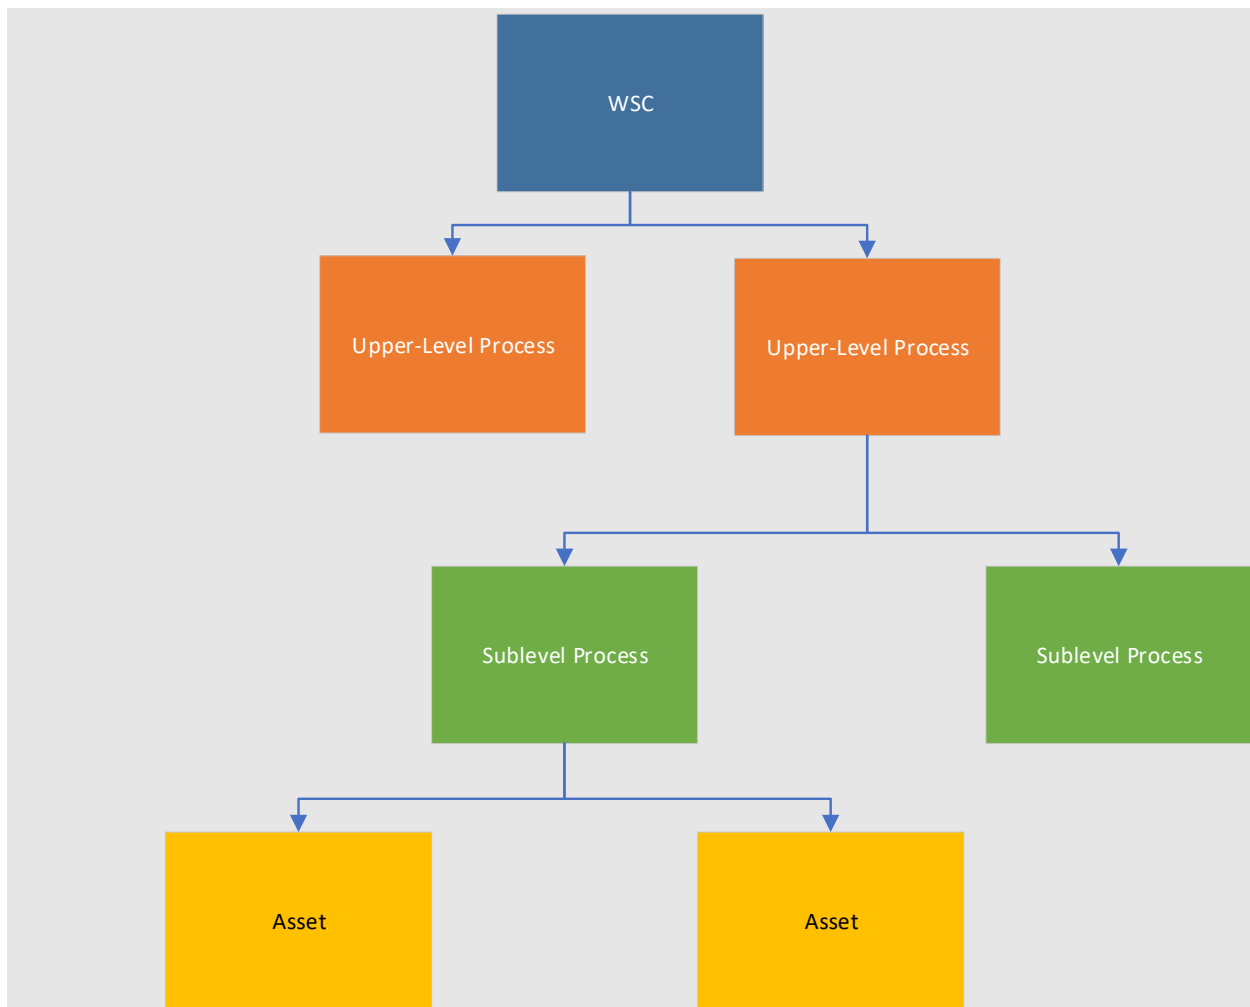 WSC
Upper-Level Process
Upper-Level Process
Sublevel Process
Sublevel Process
Asset
Asset